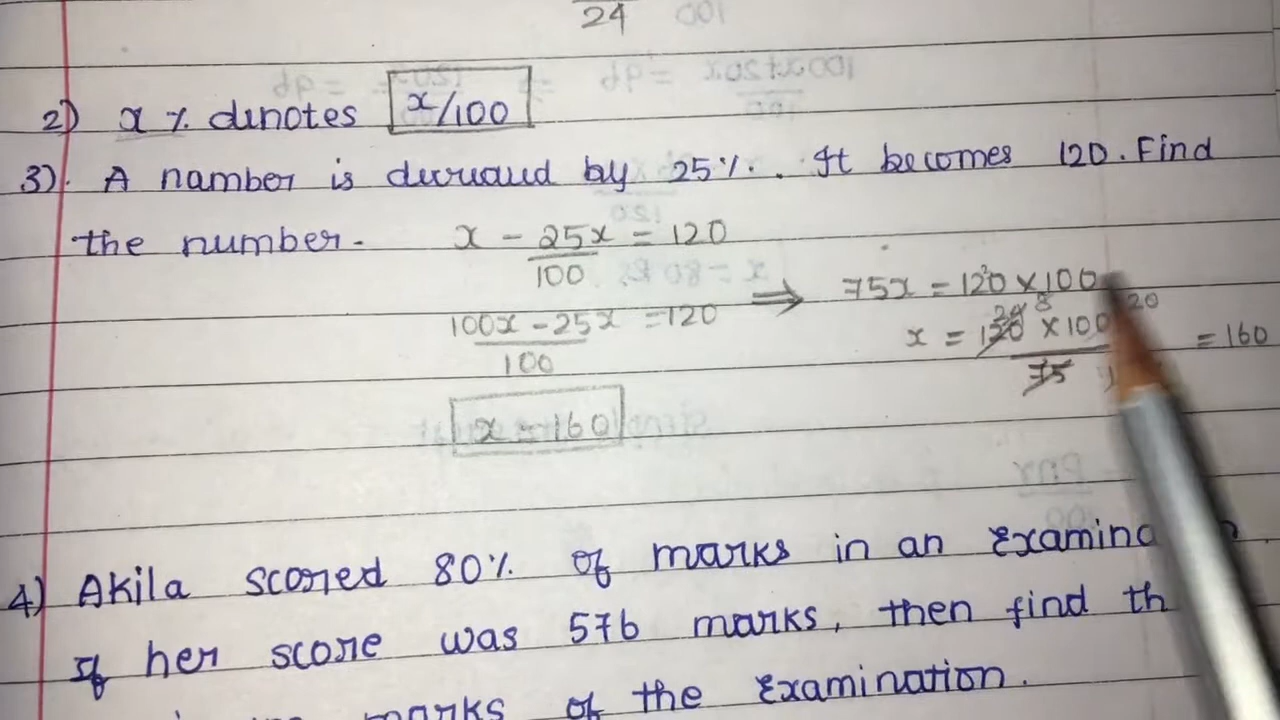 24
2) x % denotes x/100
3). A namber is decreased by 25%. It becomes 120. Find
the number.
x - 25x/100 = 120
100x - 25x/100 = 120
x = 160
⇒ 75x = 120 × 100
x = 120 × 100/75 = 160
4) Akila scored 80% of marks in an examina
If her score was 576 marks, then find th
marks of the examination.